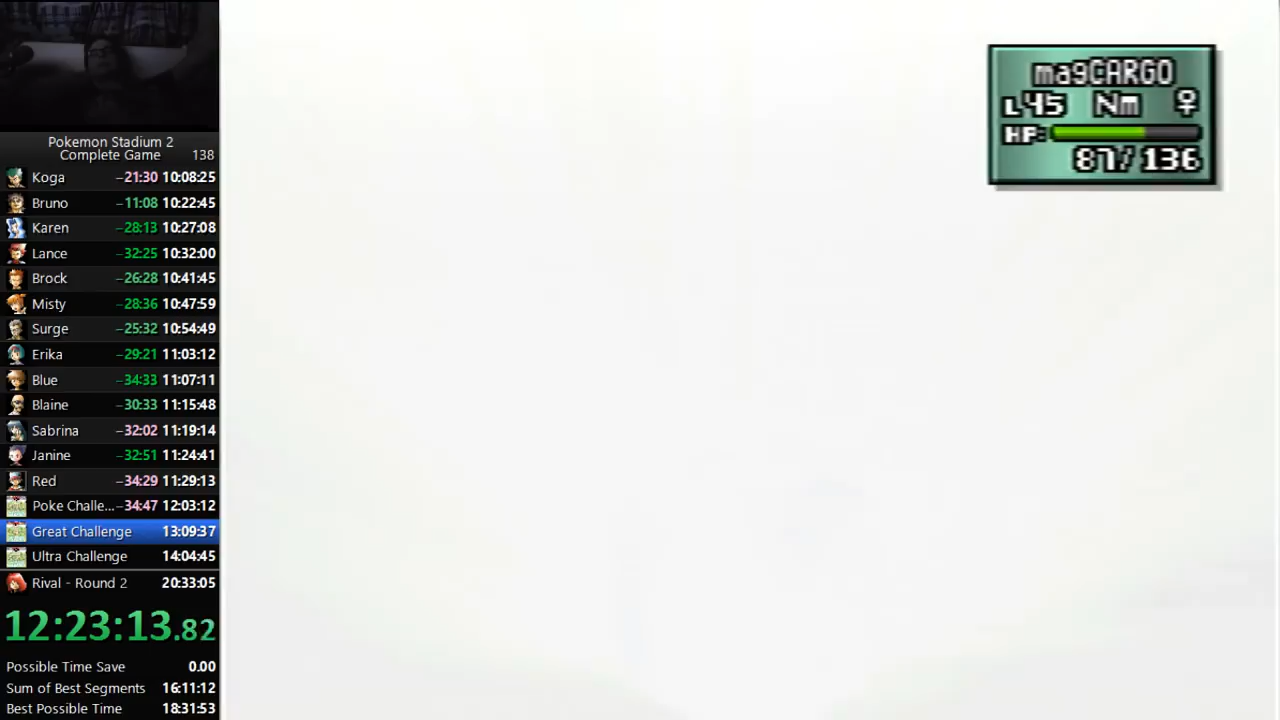 Pokemon Stadium 2
Complete Game 138
Koga −21:30 10:08:25
Bruno −11:08 10:22:45
Karen −28:13 10:27:08
Lance −32:25 10:32:00
Brock −26:28 10:41:45
Misty −28:36 10:47:59
Surge −25:32 10:54:49
Erika −29:21 11:03:12
Blue −34:33 11:07:11
Blaine −30:33 11:15:48
Sabrina −32:02 11:19:14
Janine −32:51 11:24:41
Red −34:29 11:29:13
Poke Challe... −34:47 12:03:12
Great Challenge 13:09:37
Ultra Challenge 14:04:45
Rival - Round 2 20:33:05
12:23:13.82
Possible Time Save 0.00
Sum of Best Segments 16:11:12
Best Possible Time 18:31:53
magCARGO
L45 Nm ♀
HP:
87/136